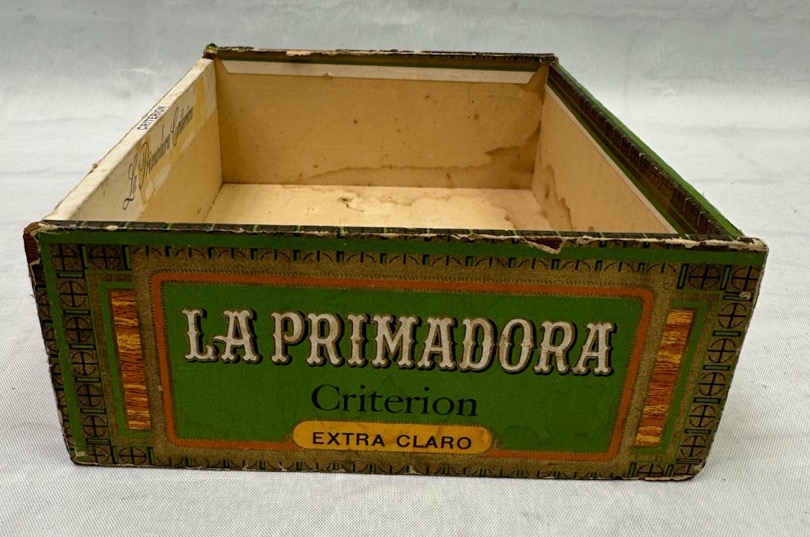 CRITERION
La Primadora Criterion
LA PRIMADORA
Criterion
EXTRA CLARO